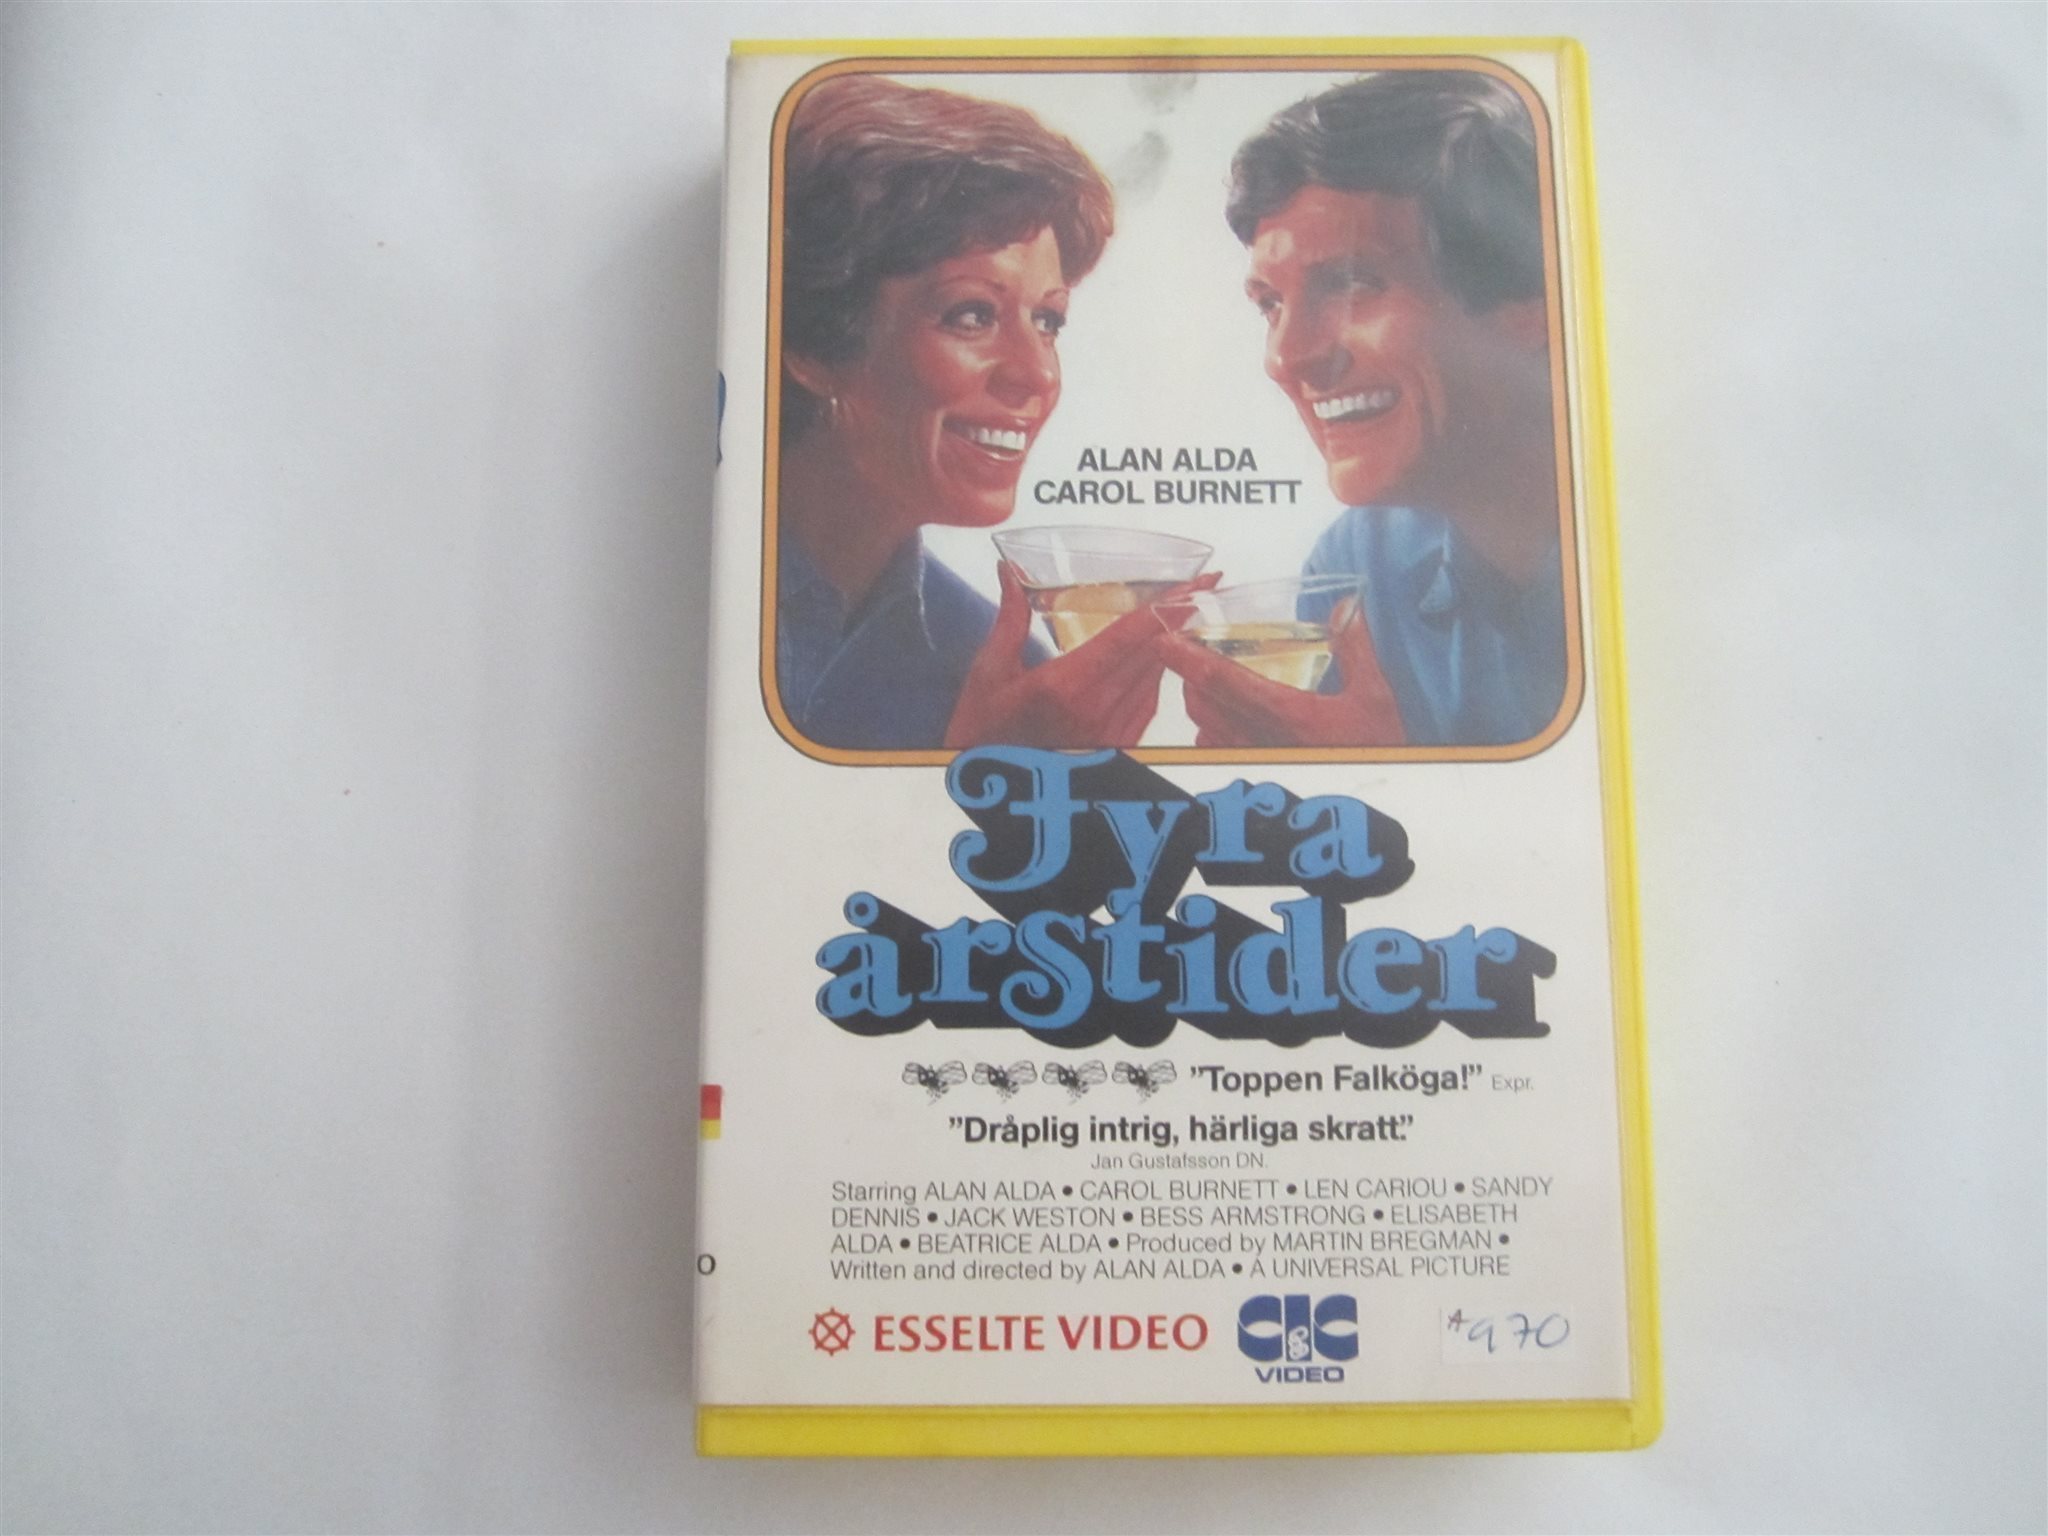 ALAN ALDA
CAROL BURNETT
Fyra
årstider
"Toppen Falköga!" Expr.
"Dråplig intrig, härliga skratt."
Jan Gustafsson DN.
Starring ALAN ALDA • CAROL BURNETT • LEN CARIOU • SANDY
DENNIS • JACK WESTON • BESS ARMSTRONG • ELISABETH
ALDA • BEATRICE ALDA • Produced by MARTIN BREGMAN •
Written and directed by ALAN ALDA • A UNIVERSAL PICTURE
O
ESSELTE VIDEO
CIC
VIDEO
970